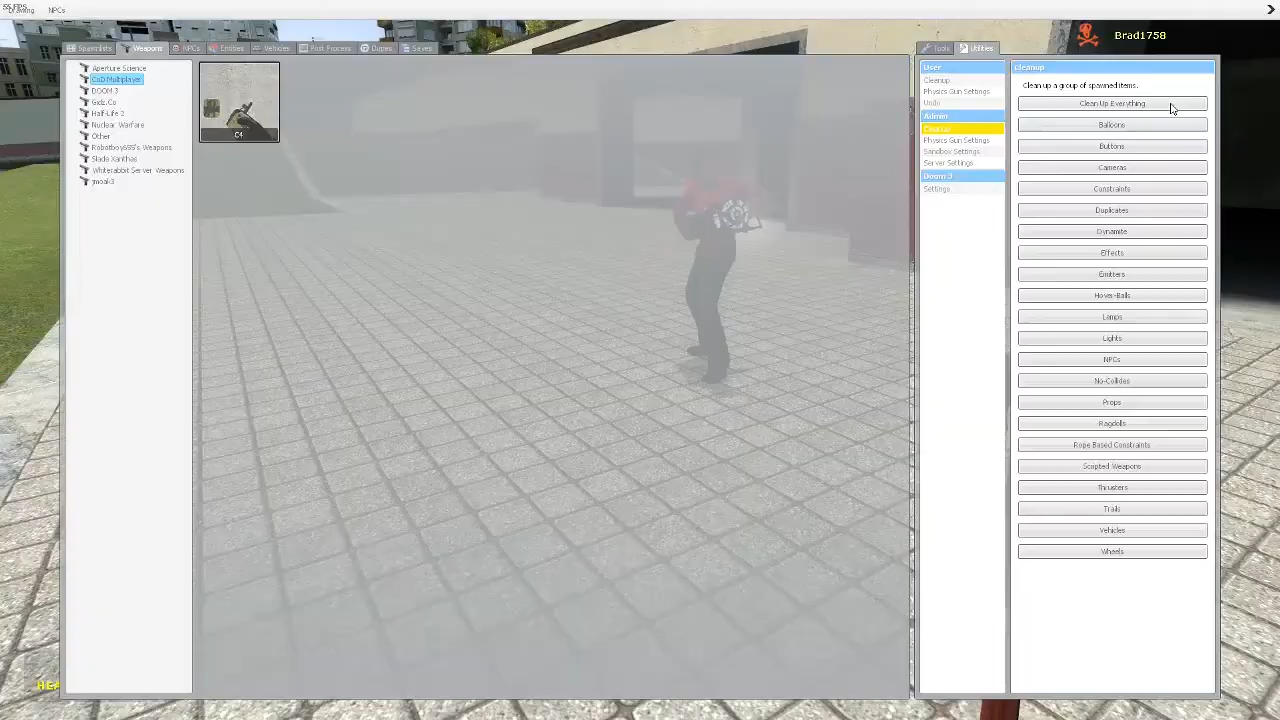 55 FPS
Drawing
NPCs
Brad1758
Spawnlists
Weapons
NPCs
Entities
Vehicles
Post Process
Dupes
Saves
Tools
Utilities
Aperture Science
CoD Multiplayer
DOOM 3
Gidz.Co
Half-Life 2
Nuclear Warfare
Other
Robotboy655's Weapons
Slade Xanthas
Whiterabbit Server Weapons
jmoak3
C4
User
Cleanup
Physics Gun Settings
Undo
Admin
Cleanup
Physics Gun Settings
Sandbox Settings
Server Settings
Doom 3
Settings
Cleanup
Clean up a group of spawned items.
Clean Up Everything
Balloons
Buttons
Cameras
Constraints
Duplicates
Dynamite
Effects
Emitters
Hover-Balls
Lamps
Lights
NPCs
No-Collides
Props
Ragdolls
Rope Based Constraints
Scripted Weapons
Thrusters
Trails
Vehicles
Wheels